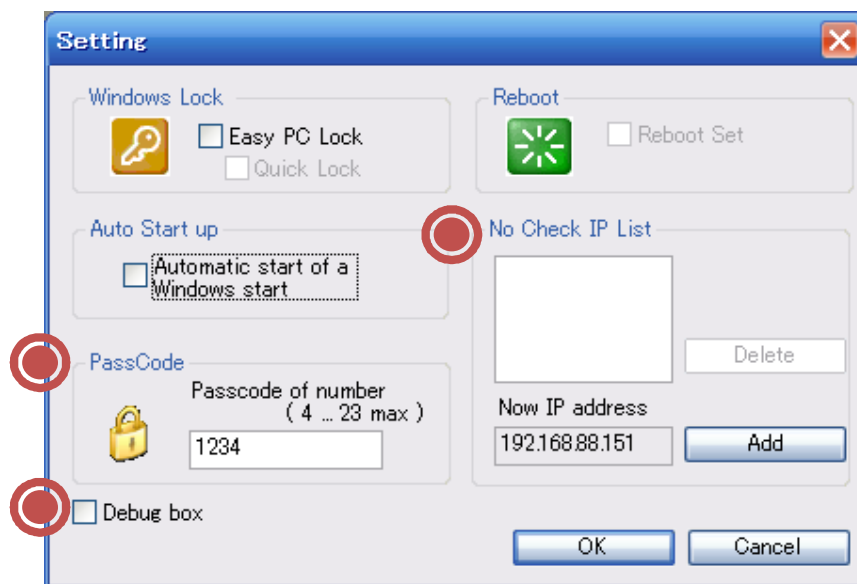 Setting
Windows Lock
Easy PC Lock
Quick Lock
Reboot
Reboot Set
Auto Start up
Automatic start of a
Windows start
No Check IP List
Delete
PassCode
Passcode of number
( 4 ... 23 max )
1234
Now IP address
192.168.88.151
Add
Debug box
OK
Cancel